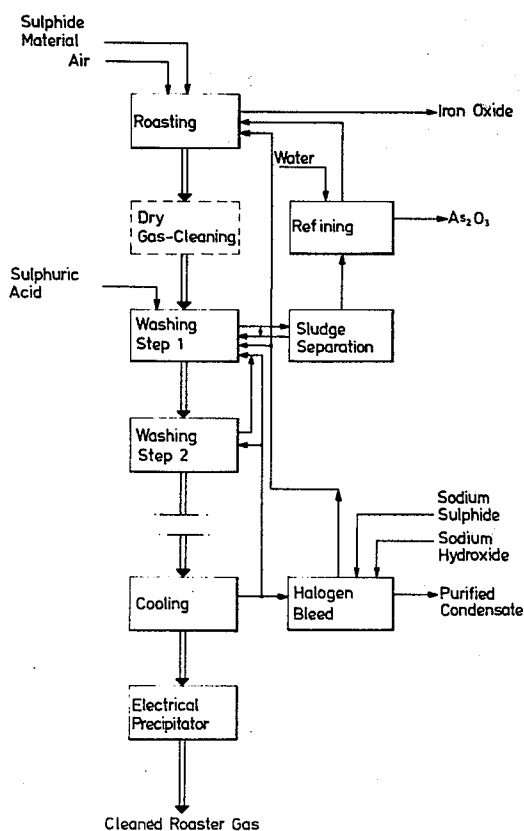 Sulphide
Material
Air
Roasting
Iron Oxide
Water
Dry
Gas-Cleaning
Refining
As₂O₃
Sulphuric
Acid
Washing
Step 1
Sludge
Separation
Washing
Step 2
Sodium
Sulphide
Sodium
Hydroxide
Cooling
Halogen
Bleed
Purified
Condensate
Electrical
Precipitator
Cleaned Roaster Gas